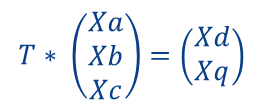 T * (Xa Xb Xc) = (Xd Xq)